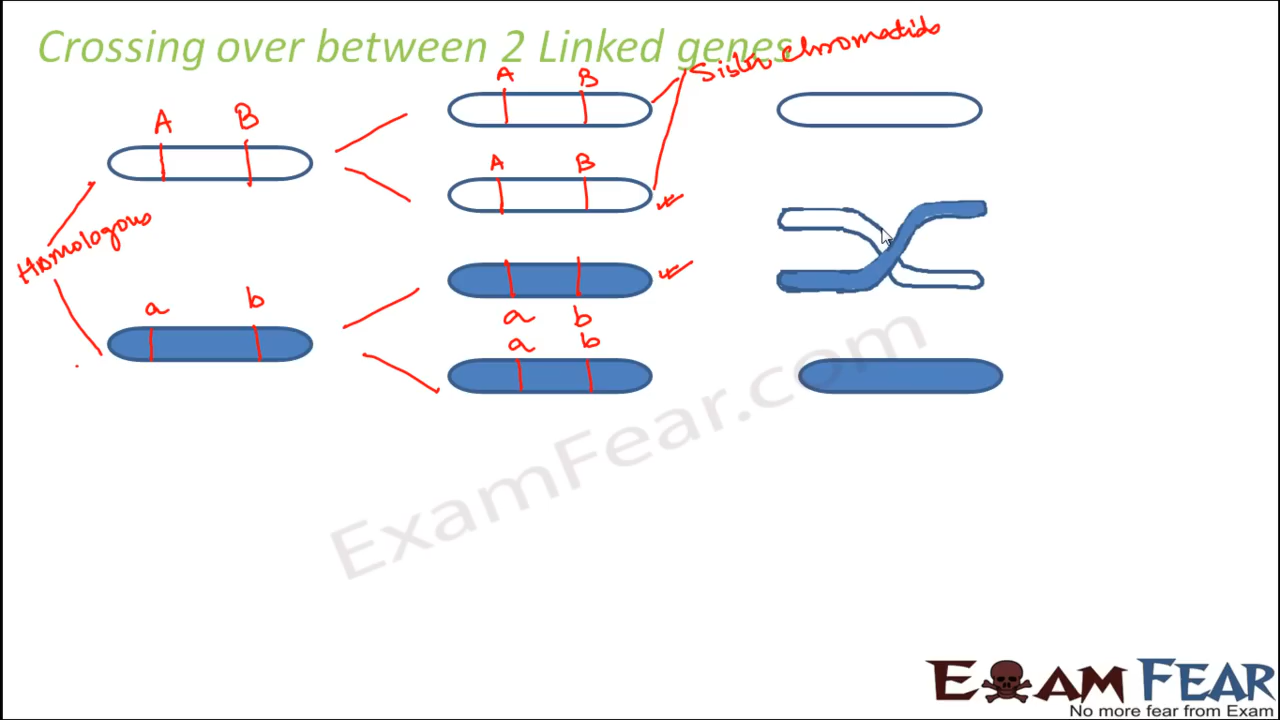 Crossing over between 2 Linked genes
Sister chromatids
A B
A B
A B
Homologous
a b
a b
a b
ExamFear.com
EXAM FEAR
No more fear from Exam